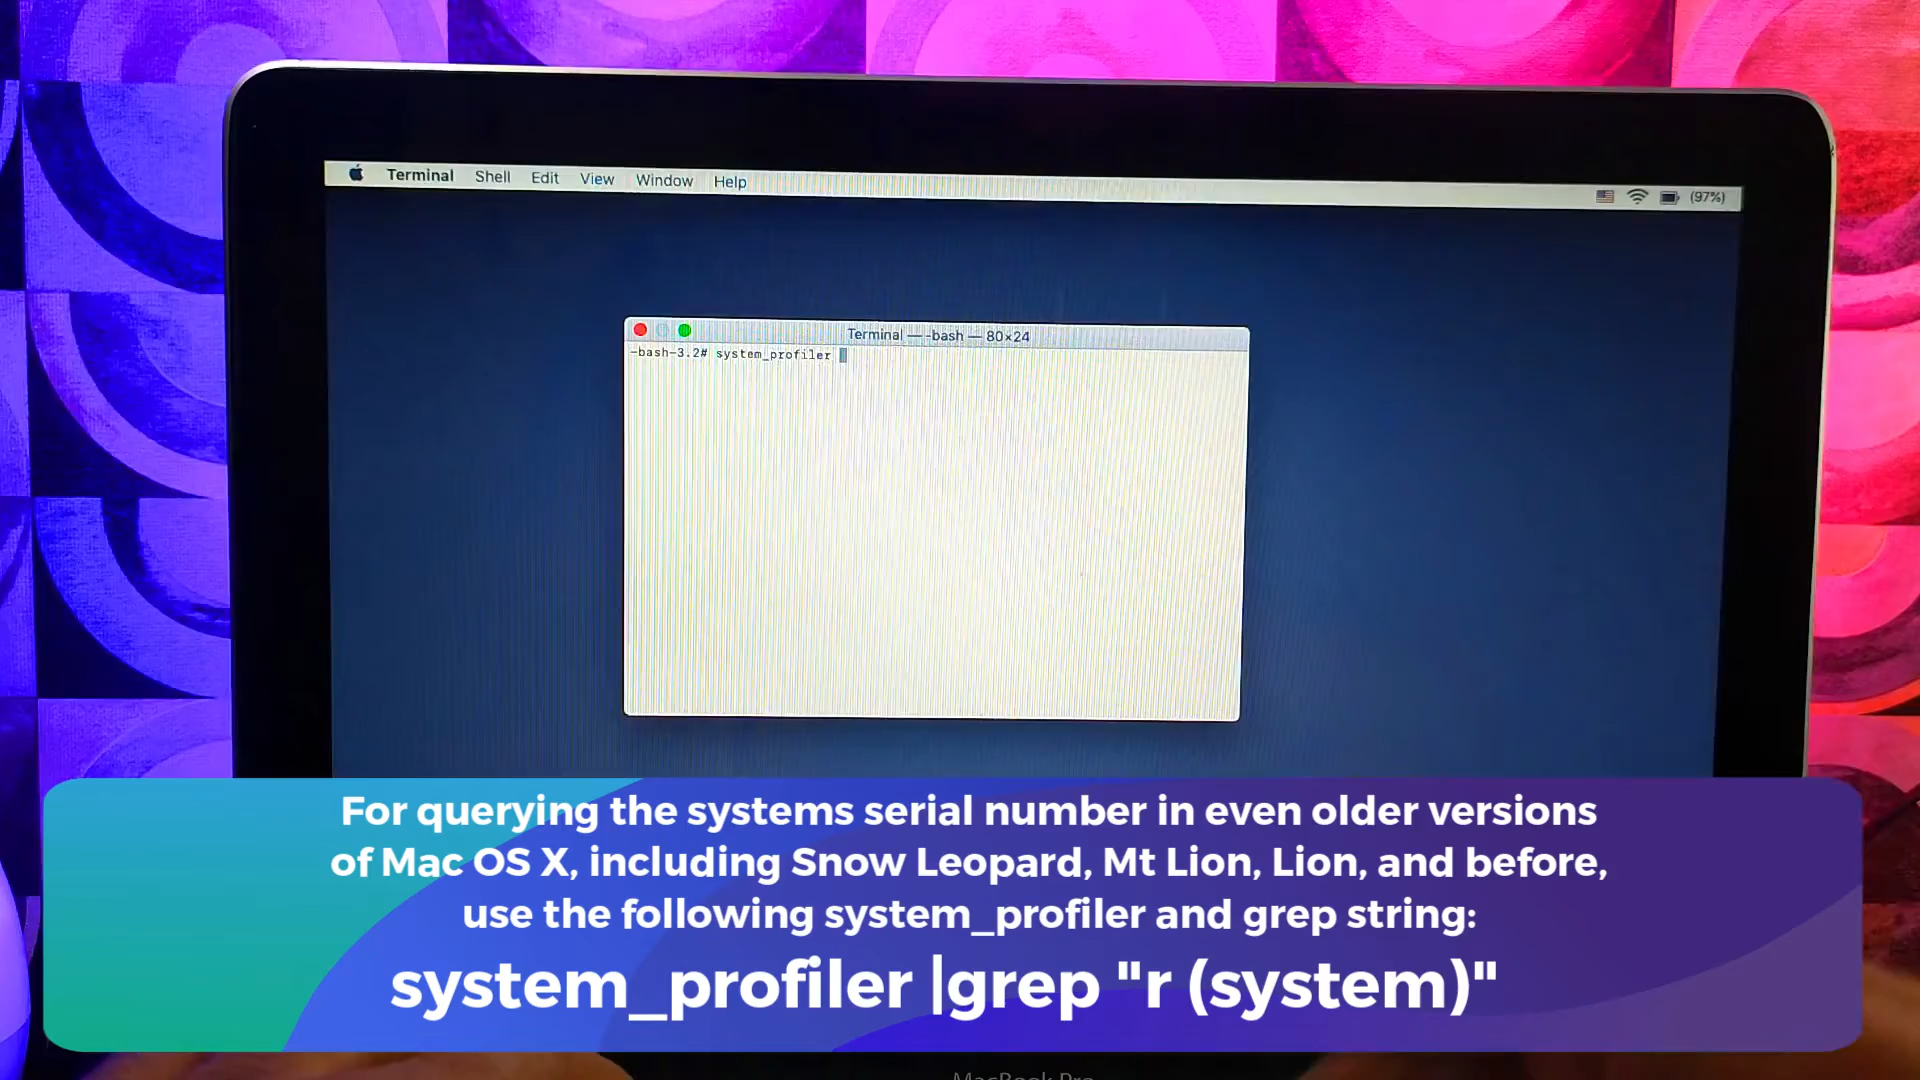 Terminal Shell Edit View Window Help (97%)
Terminal — -bash — 80×24
-bash-3.2# system_profiler
For querying the systems serial number in even older versions
of Mac OS X, including Snow Leopard, Mt Lion, Lion, and before,
use the following system_profiler and grep string:
system_profiler |grep "r (system)"
MacBook Pro